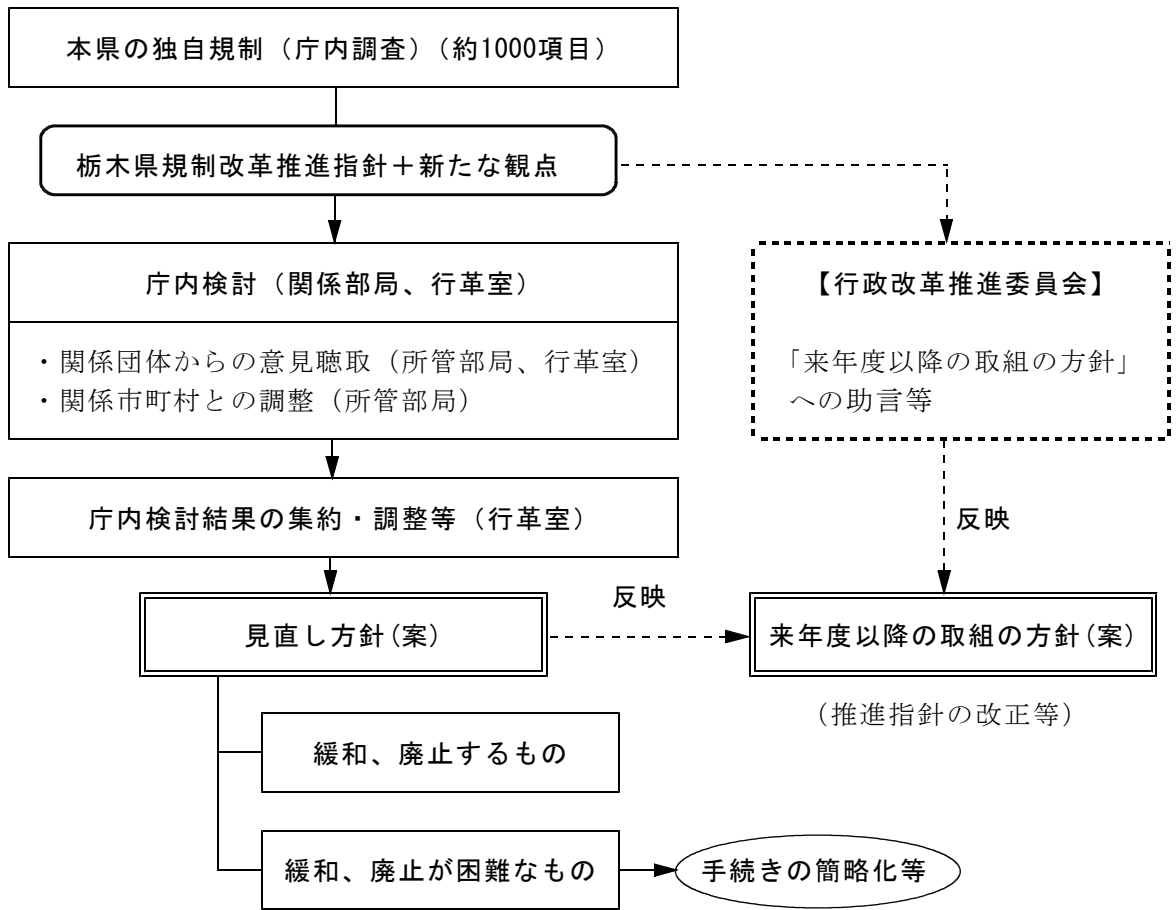 本県の独自規制（庁内調査）（約1000項目）
栃木県規制改革推進指針＋新たな観点
庁内検討（関係部局、行革室）
・関係団体からの意見聴取（所管部局、行革室）
・関係市町村との調整（所管部局）
【行政改革推進委員会】
「来年度以降の取組の方針」
への助言等
庁内検討結果の集約・調整等（行革室）
反映
見直し方針(案)
反映
来年度以降の取組の方針(案)
（推進指針の改正等）
緩和、廃止するもの
緩和、廃止が困難なもの
手続きの簡略化等